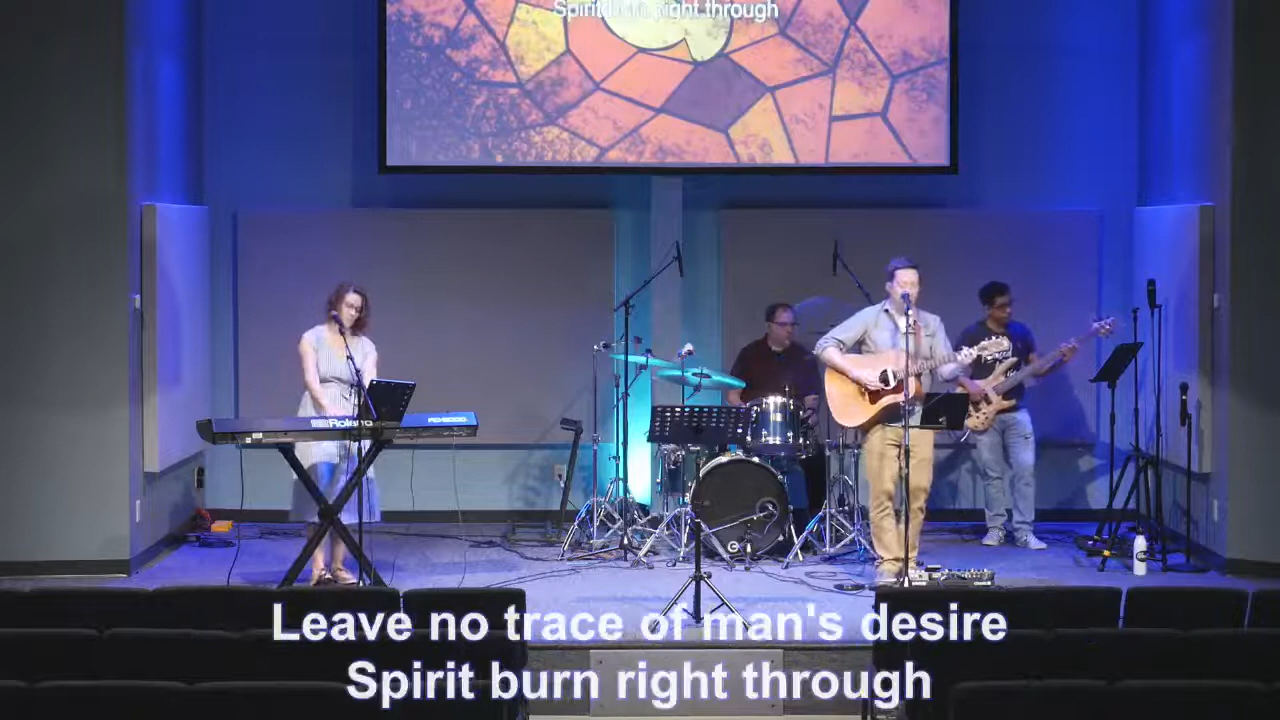 Spirit burn right through
Roland
Leave no trace of man's desire
Spirit burn right through